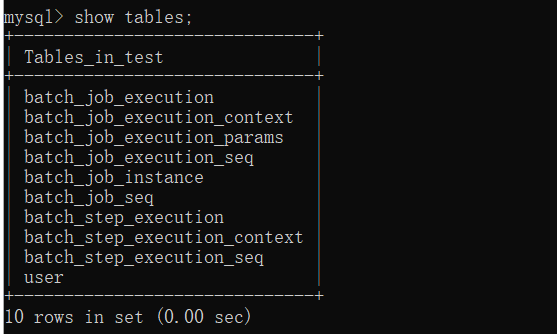 mysql> show tables;
+------------------------------+
| Tables_in_test               |
+------------------------------+
| batch_job_execution          |
| batch_job_execution_context  |
| batch_job_execution_params   |
| batch_job_execution_seq      |
| batch_job_instance           |
| batch_job_seq                |
| batch_step_execution         |
| batch_step_execution_context |
| batch_step_execution_seq     |
| user                         |
+------------------------------+
10 rows in set (0.00 sec)